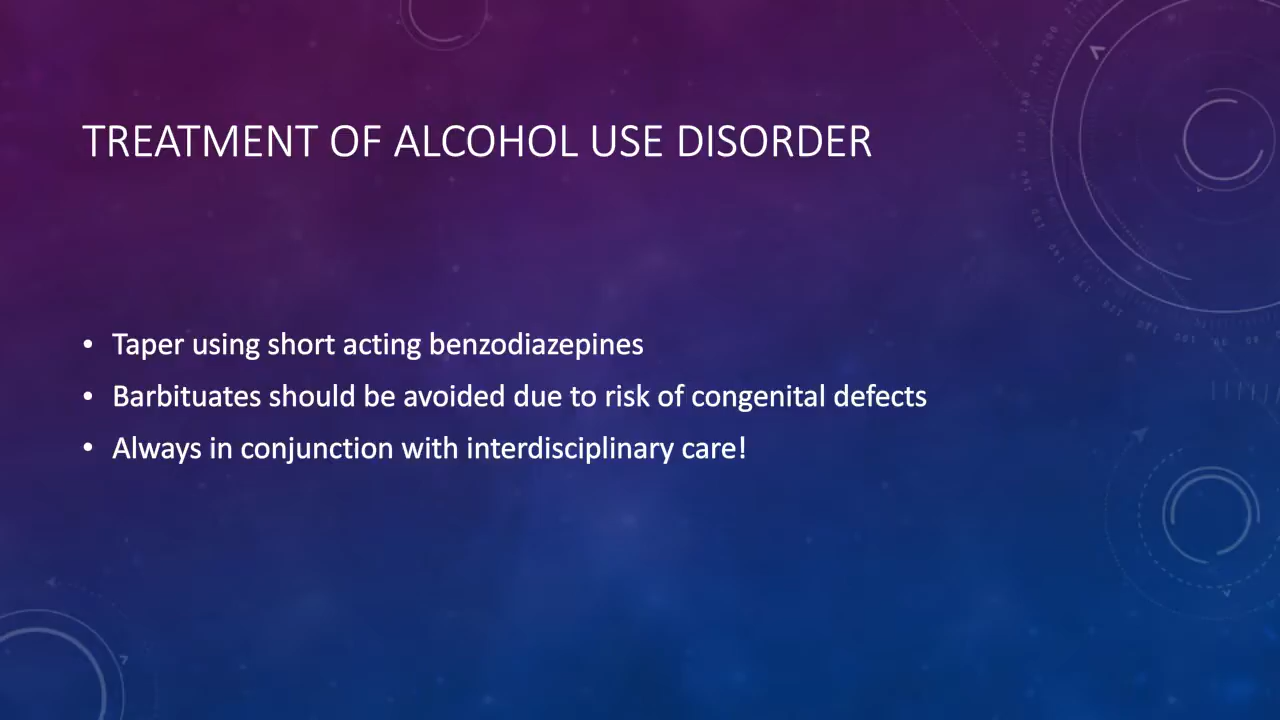 TREATMENT OF ALCOHOL USE DISORDER
• Taper using short acting benzodiazepines
• Barbituates should be avoided due to risk of congenital defects
• Always in conjunction with interdisciplinary care!